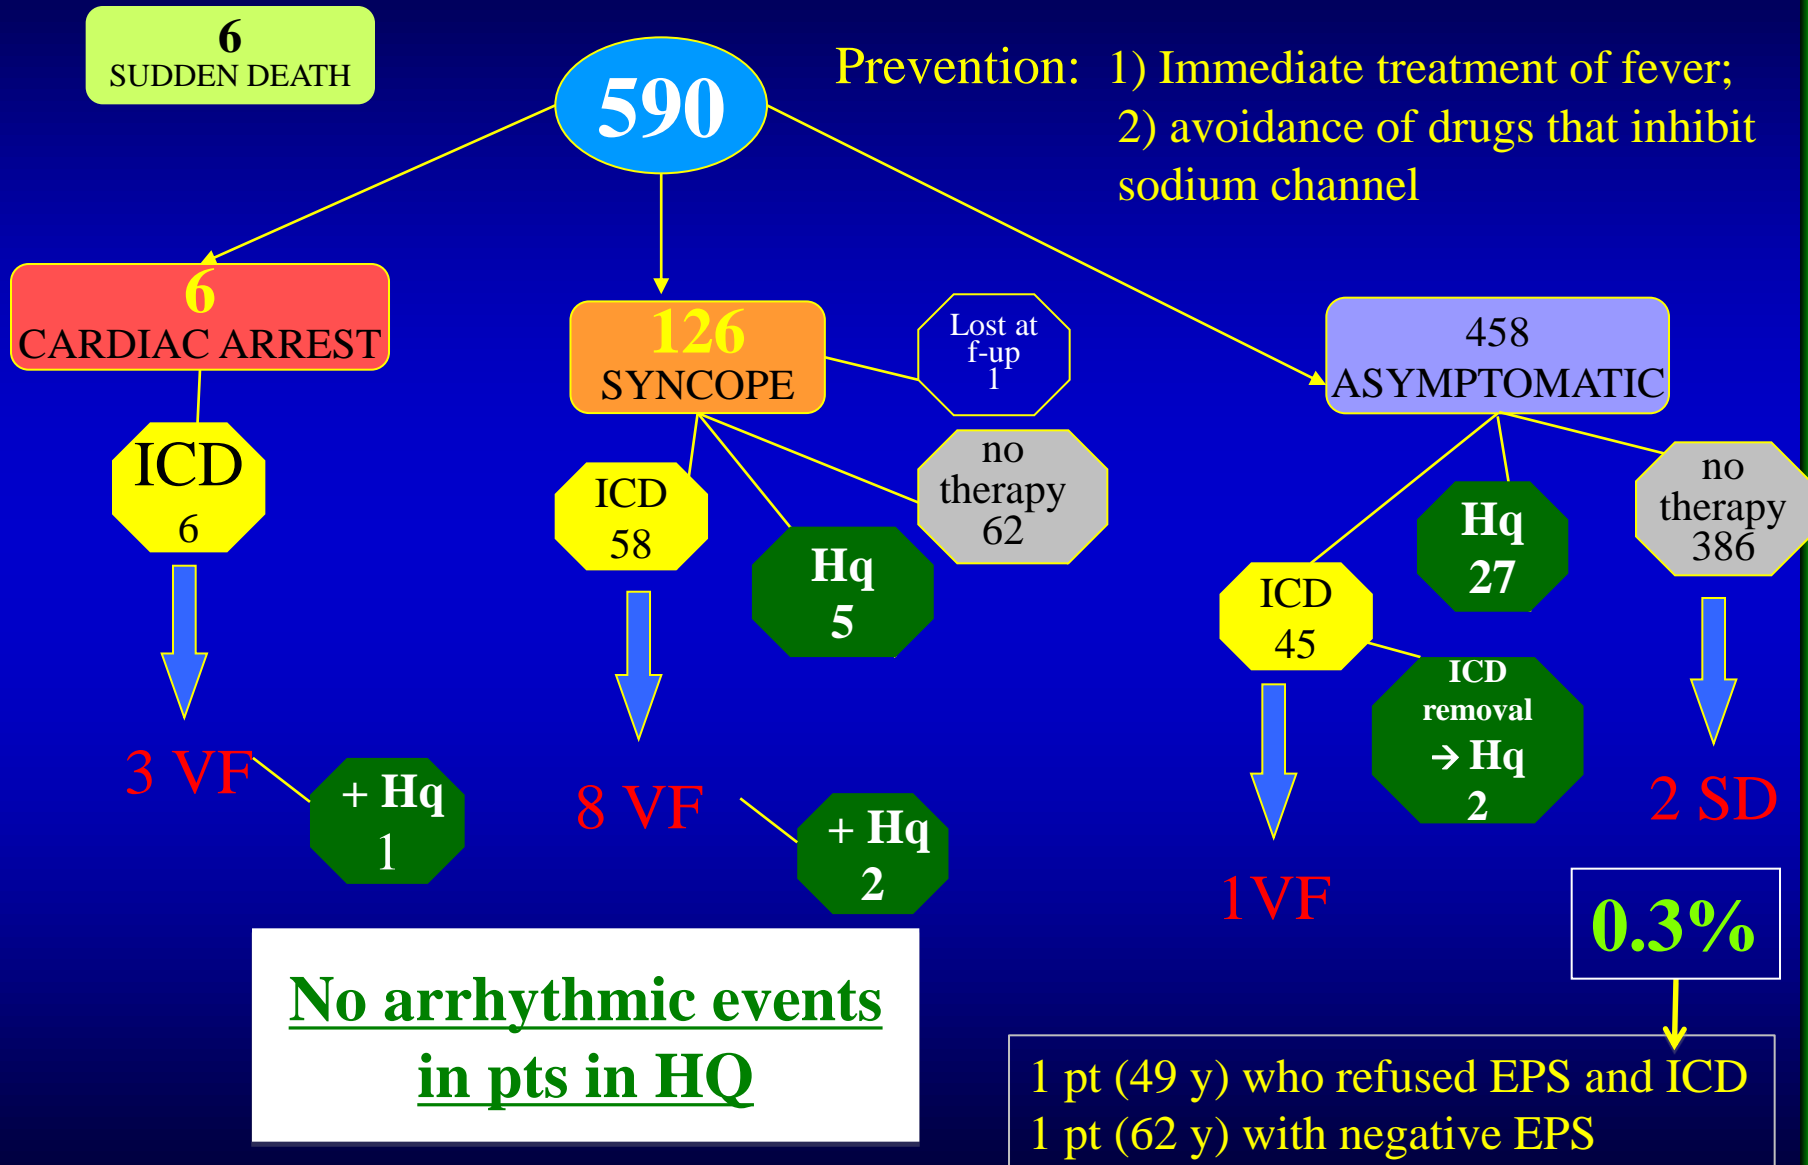 6
SUDDEN DEATH
590
Prevention: 1) Immediate treatment of fever;
2) avoidance of drugs that inhibit
sodium channel
6
CARDIAC ARREST
126
SYNCOPE
Lost at
f-up
1
458
ASYMPTOMATIC
ICD
6
ICD
58
Hq
5
no
therapy
62
ICD
45
Hq
27
no
therapy
386
ICD
removal
→ Hq
2
3 VF
+ Hq
1
8 VF
+ Hq
2
1VF
2 SD
0.3%
No arrhythmic events
in pts in HQ
1 pt (49 y) who refused EPS and ICD
1 pt (62 y) with negative EPS